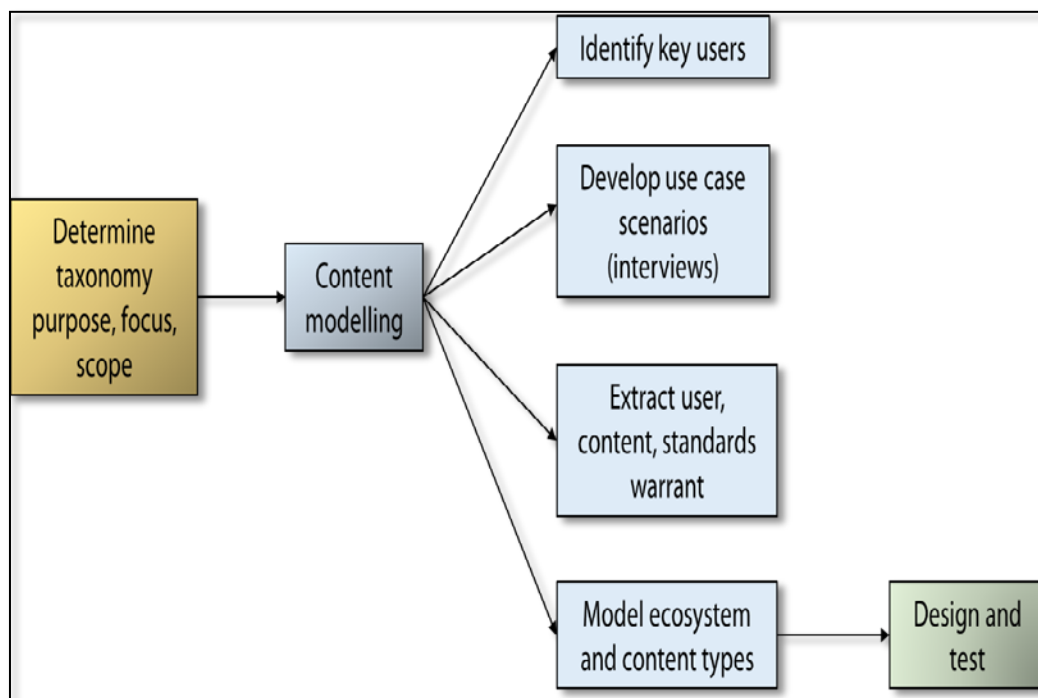 Determine
taxonomy
purpose, focus,
scope
Content
modelling
Identify key users
Develop use case
scenarios
(interviews)
Extract user,
content, standards
warrant
Model ecosystem
and content types
Design and
test